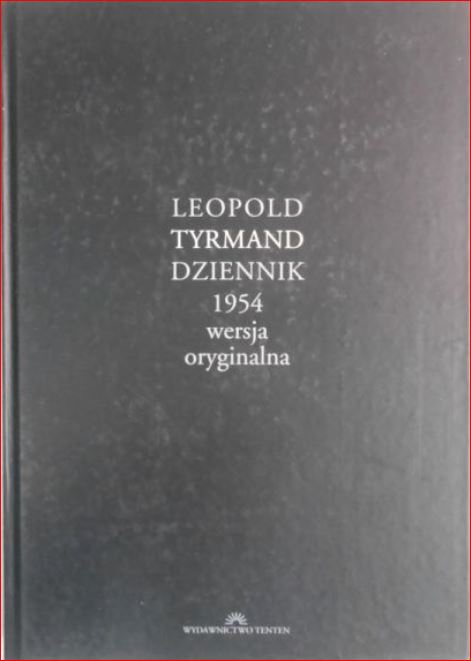 LEOPOLD
TYRMAND
DZIENNIK
1954
wersja
oryginalna
WYDAWNICTWO TENTEN